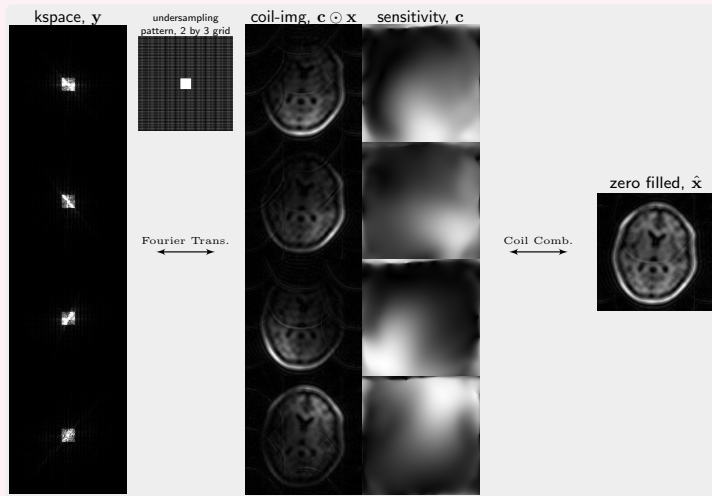 kspace, y
undersampling
pattern, 2 by 3 grid
coil-img, c ⊙ x
sensitivity, c
Fourier Trans.
Coil Comb.
zero filled, x̂